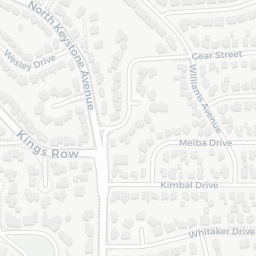 North Keystone Avenue
Wesley Drive
Gear Street
Williams Avenue
Kings Row
Melba Drive
Kimbal Drive
Whitaker Drive